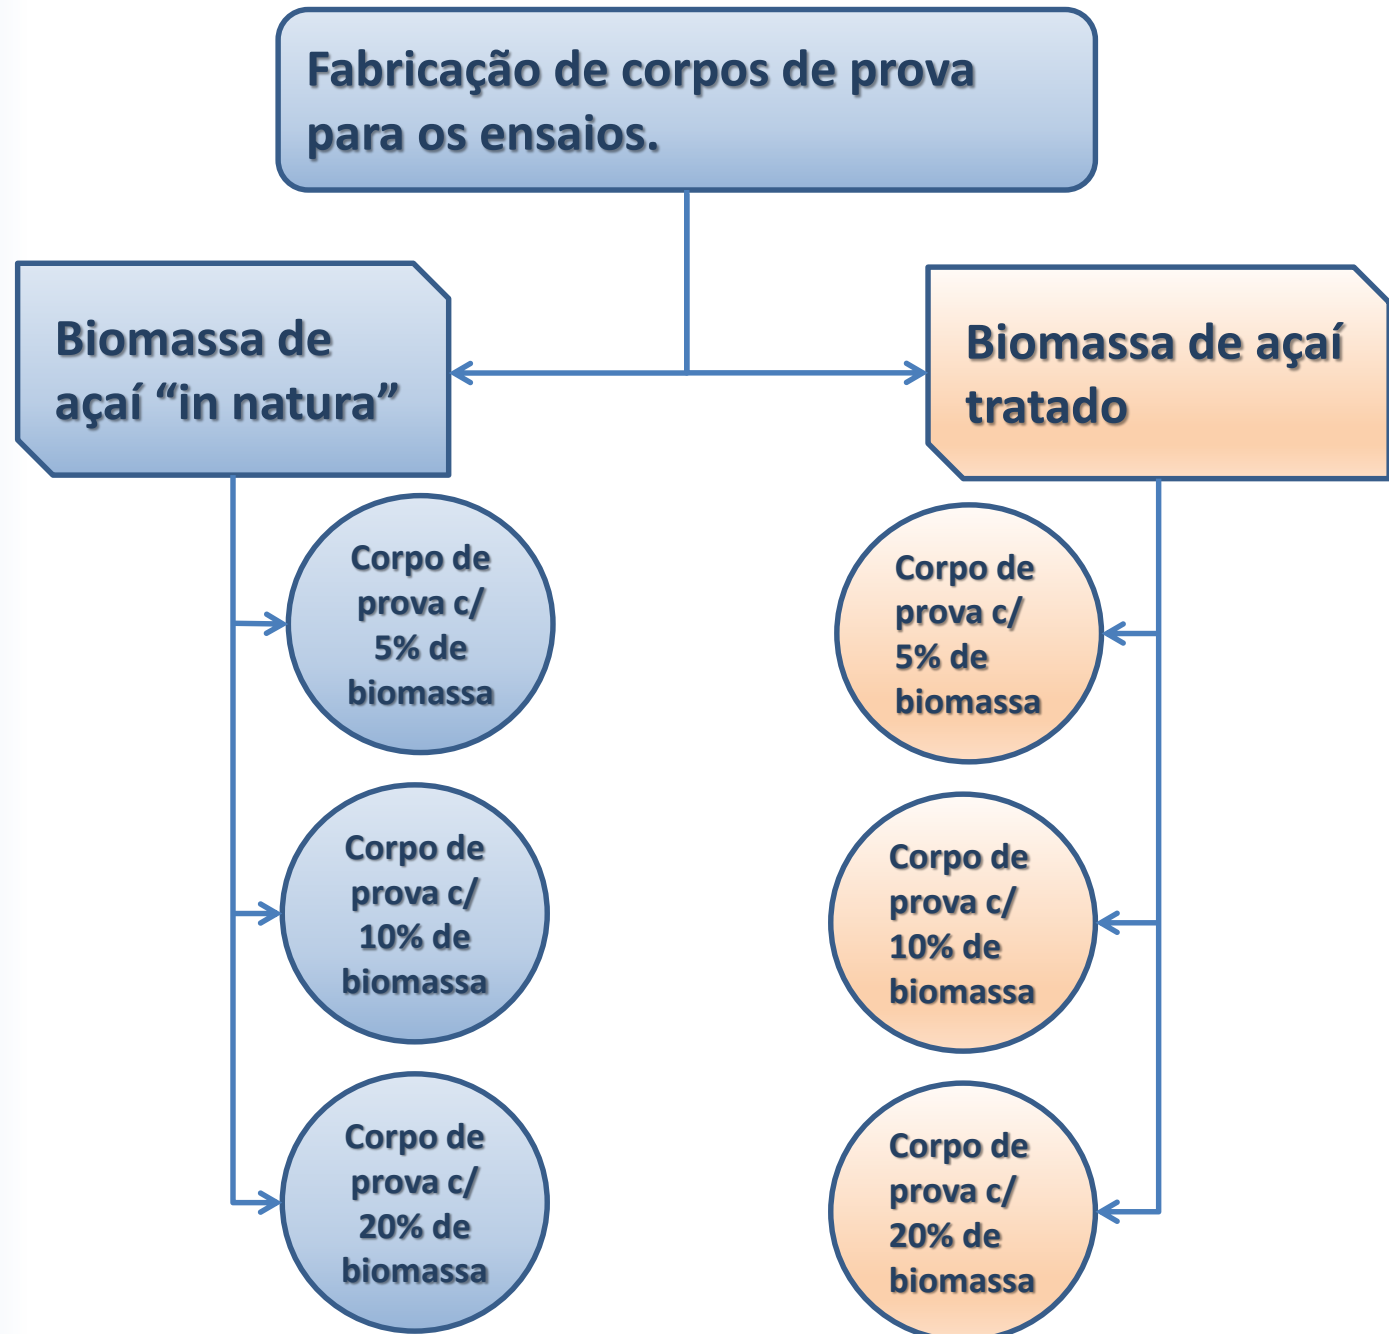 Fabricação de corpos de prova
para os ensaios.
Biomassa de
açaí “in natura”
Biomassa de açaí
tratado
Corpo de
prova c/
5% de
biomassa
Corpo de
prova c/
10% de
biomassa
Corpo de
prova c/
20% de
biomassa
Corpo de
prova c/
5% de
biomassa
Corpo de
prova c/
10% de
biomassa
Corpo de
prova c/
20% de
biomassa